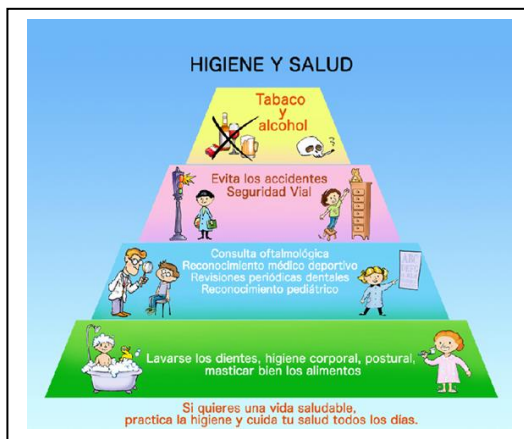 HIGIENE Y SALUD
Tabaco
y
alcohol
Evita los accidentes
Seguridad Vial
Consulta oftalmológica
Reconocimiento médico deportivo
Revisiones periódicas dentales
Reconocimiento pediátrico
Lavarse los dientes, higiene corporal, postural,
masticar bien los alimentos
Si quieres una vida saludable,
practica la higiene y cuida tu salud todos los días.